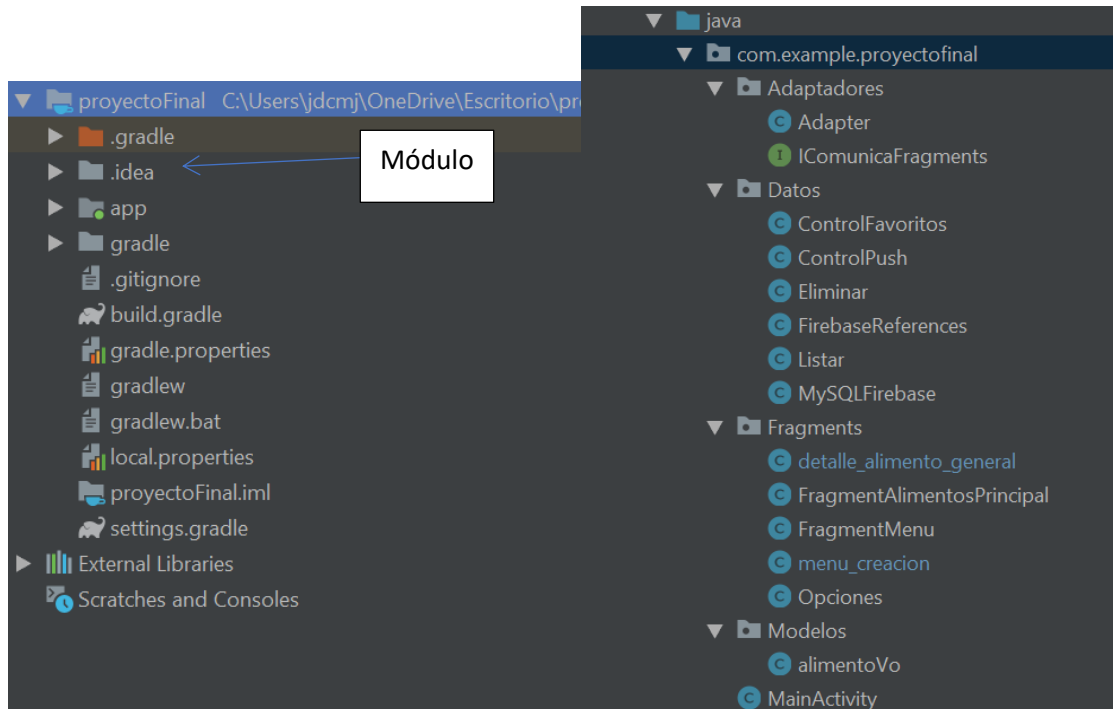 proyectoFinal C:\Users\jdcmj\OneDrive\Escritorio\pr
.gradle
.idea
app
gradle
.gitignore
build.gradle
gradle.properties
gradlew
gradlew.bat
local.properties
proyectoFinal.iml
settings.gradle
External Libraries
Scratches and Consoles
Módulo
java
com.example.proyectofinal
Adaptadores
C Adapter
I IComunicaFragments
Datos
C ControlFavoritos
C ControlPush
C Eliminar
C FirebaseReferences
C Listar
C MySQLFirebase
Fragments
C detalle_alimento_general
C FragmentAlimentosPrincipal
C FragmentMenu
C menu_creacion
C Opciones
Modelos
C alimentoVo
C MainActivity